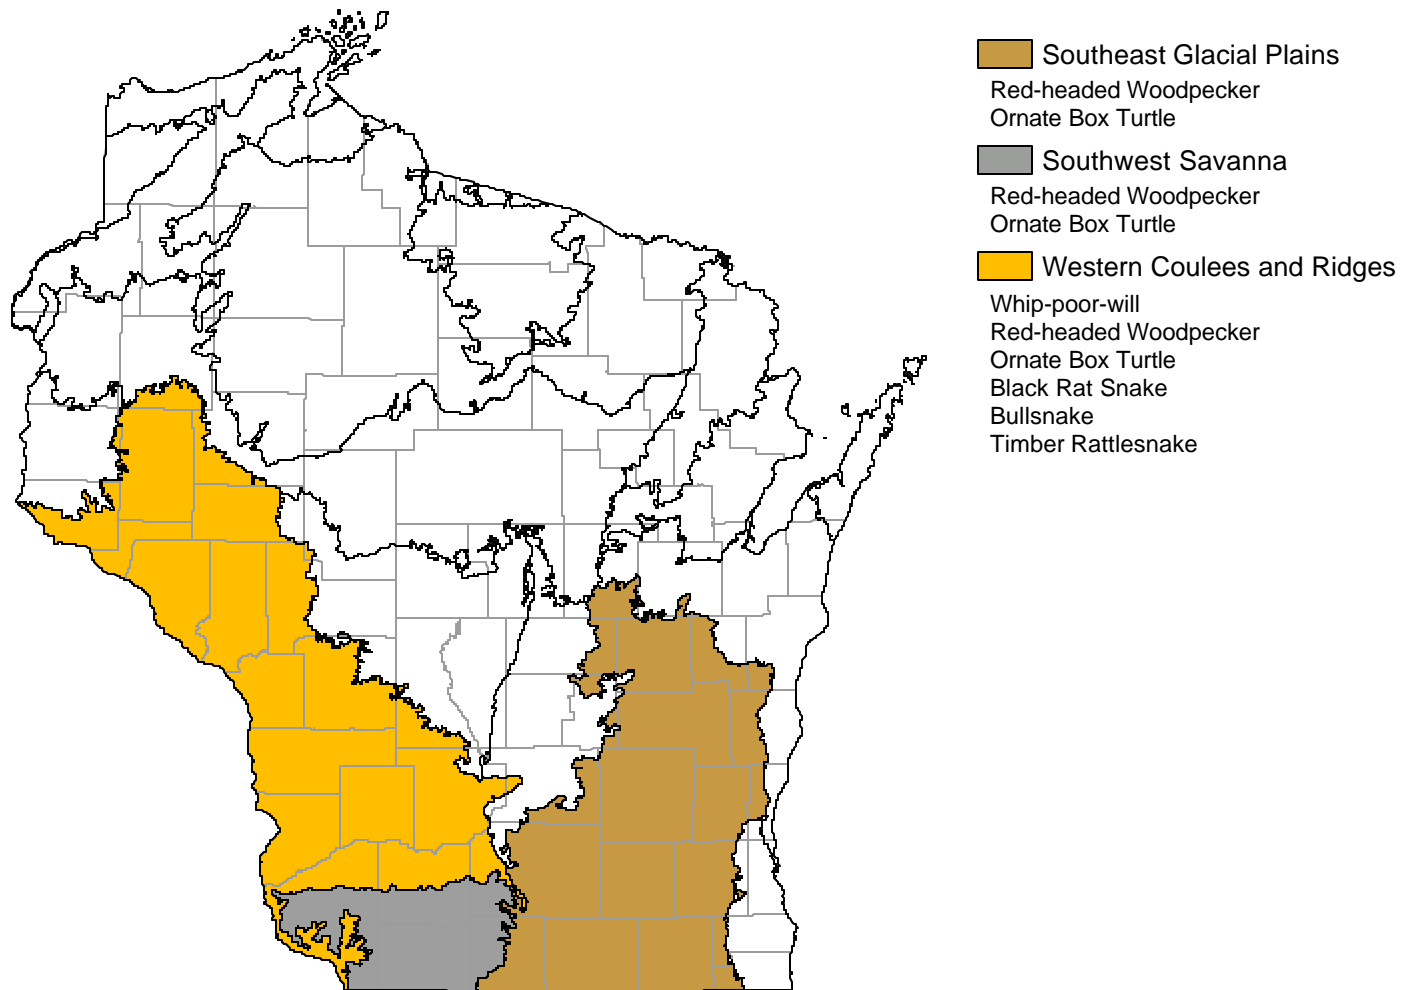 Southeast Glacial Plains
Red-headed Woodpecker
Ornate Box Turtle
Southwest Savanna
Red-headed Woodpecker
Ornate Box Turtle
Western Coulees and Ridges
Whip-poor-will
Red-headed Woodpecker
Ornate Box Turtle
Black Rat Snake
Bullsnake
Timber Rattlesnake